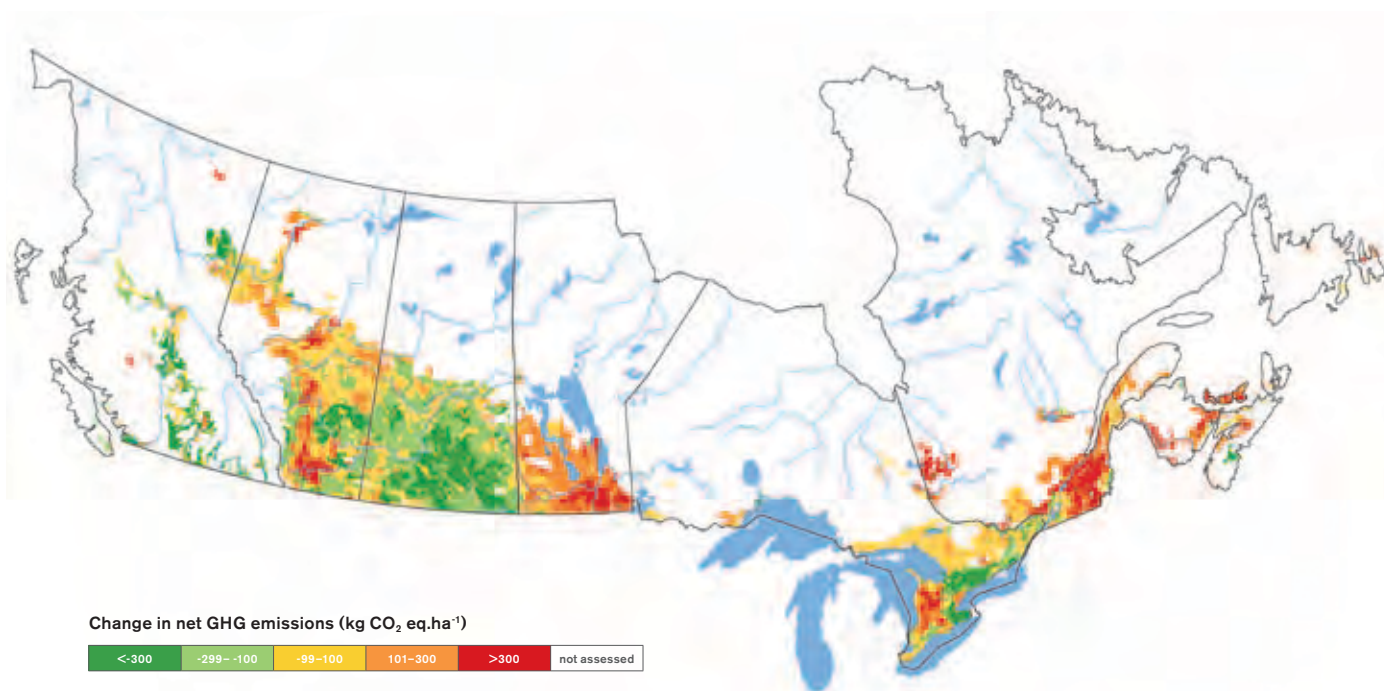 Change in net GHG emissions (kg CO₂ eq.ha⁻¹)
<-300 -299– -100 -99–100 101–300 >300 not assessed